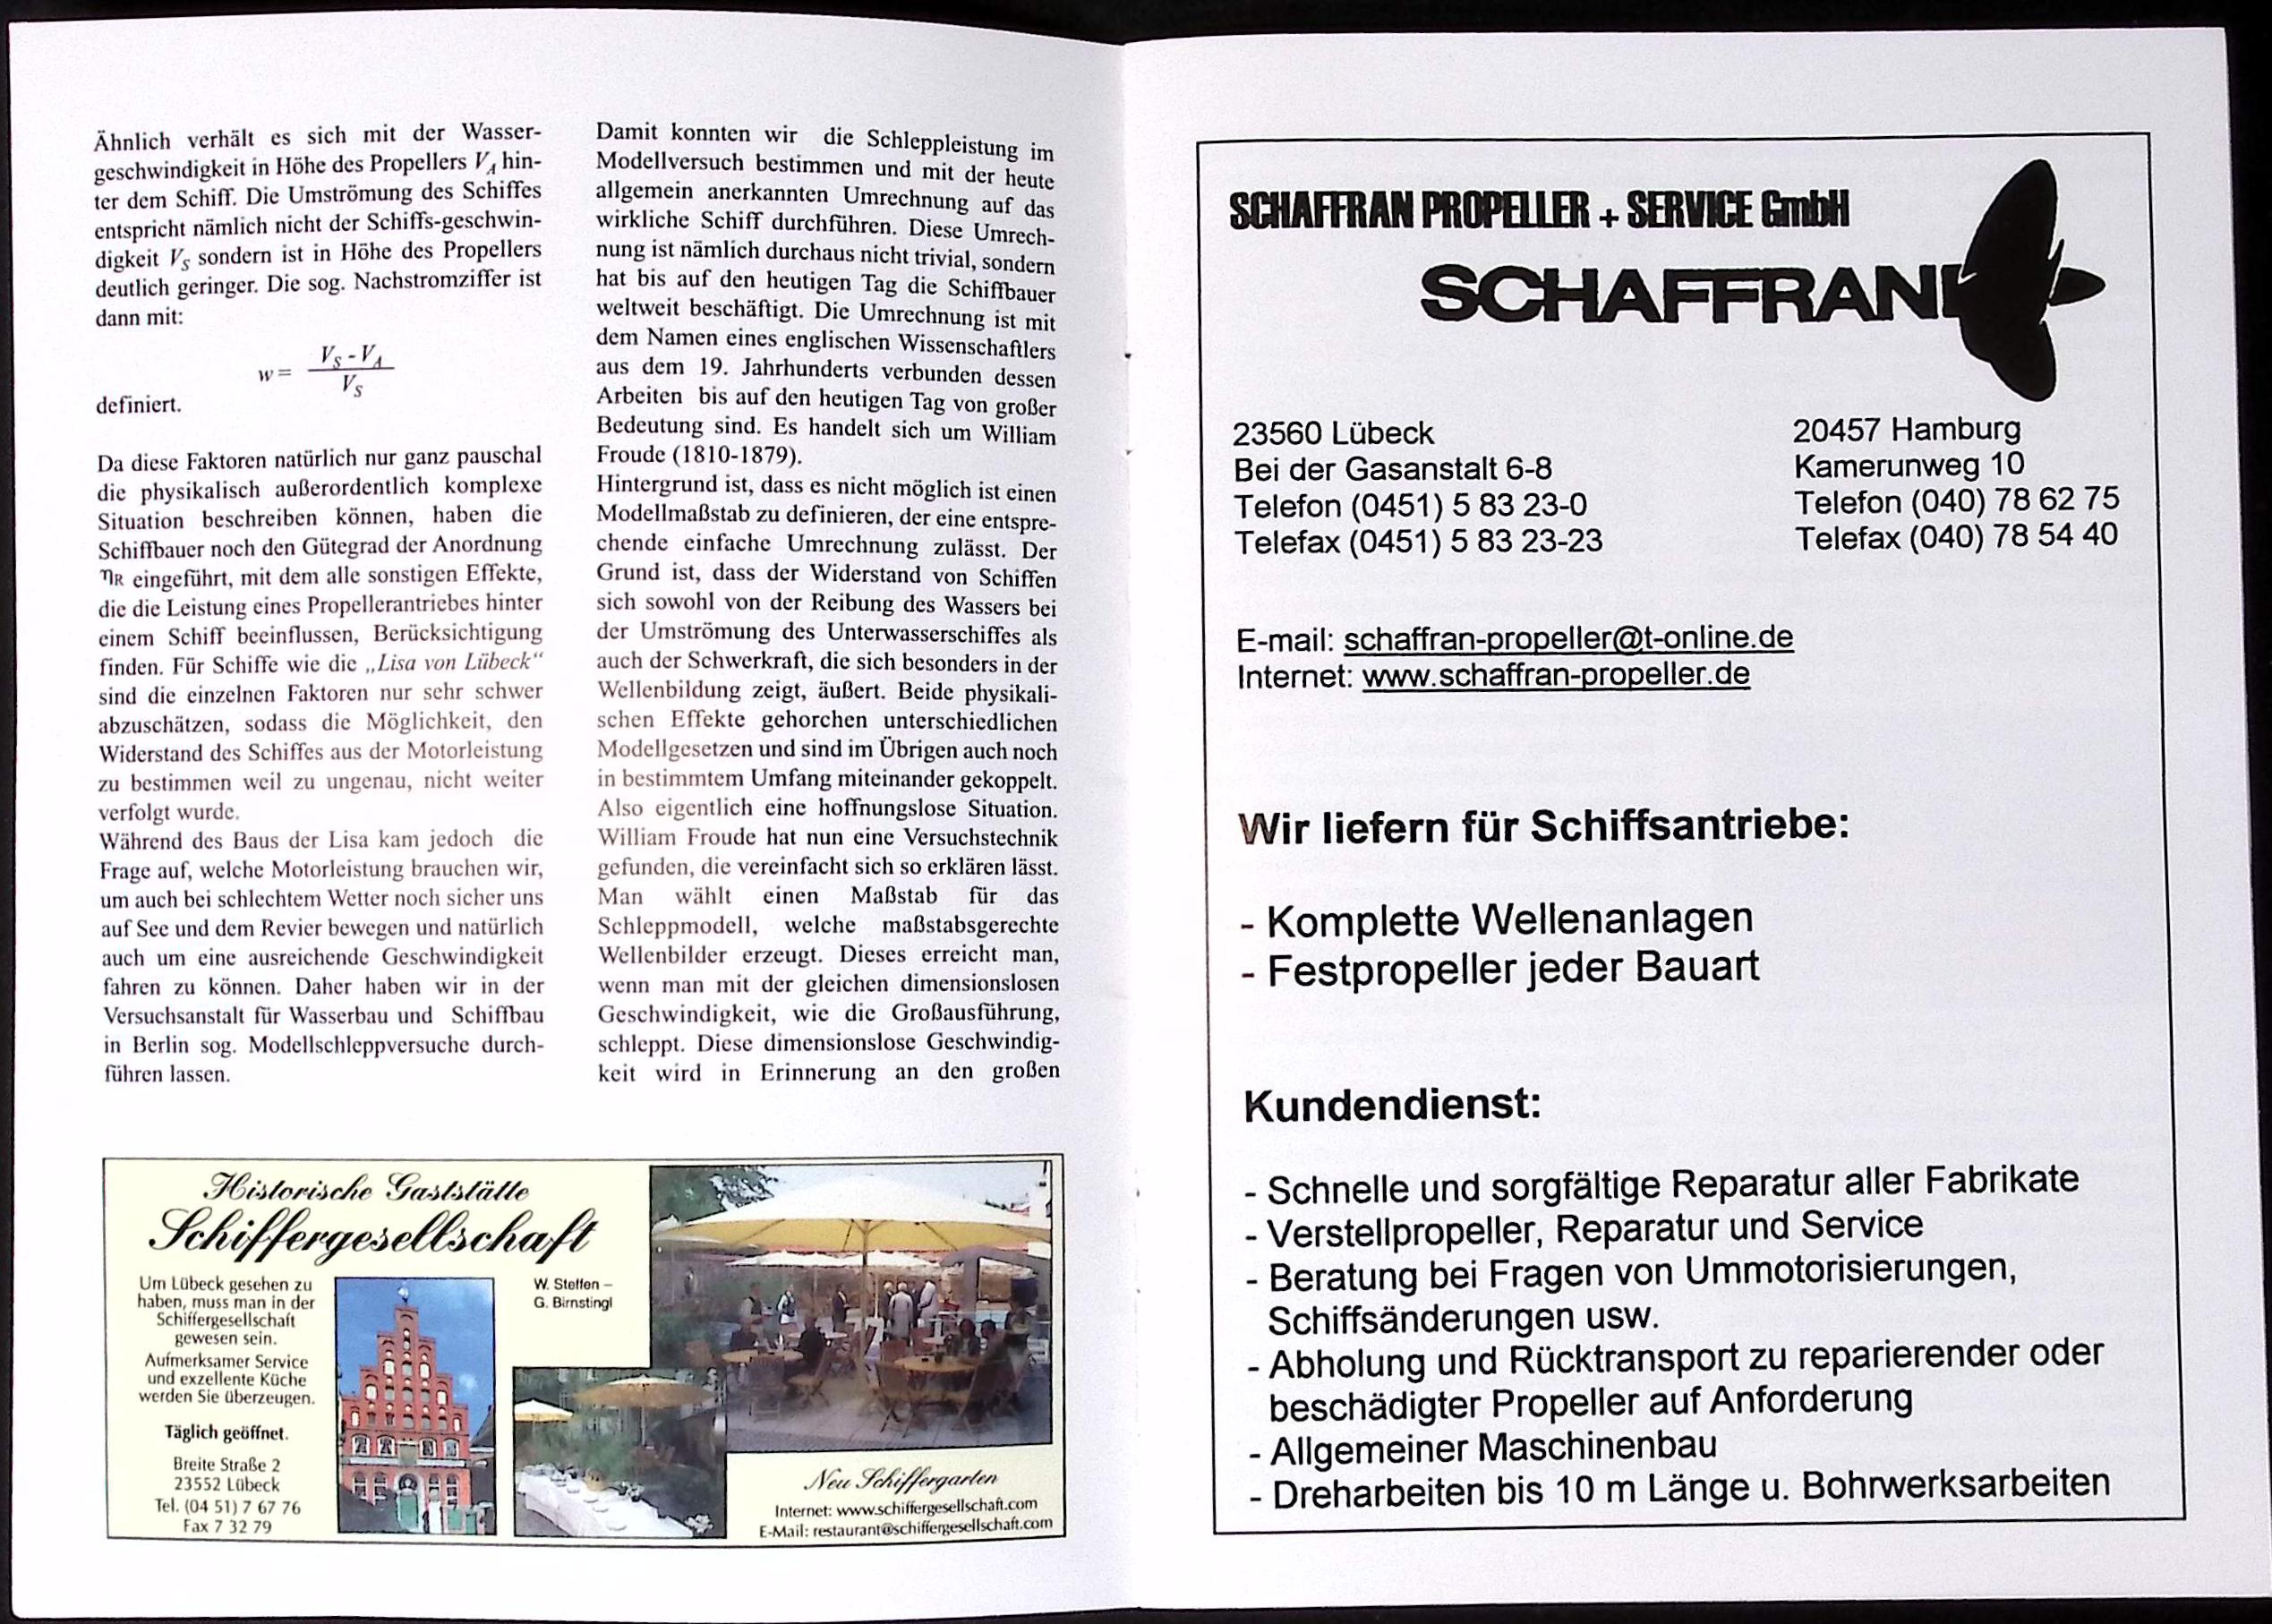 Ähnlich verhält es sich mit der Wasser-
geschwindigkeit in Höhe des Propellers V_A hin-
ter dem Schiff. Die Umströmung des Schiffes
entspricht nämlich nicht der Schiffs-geschwin-
digkeit V_S sondern ist in Höhe des Propellers
deutlich geringer. Die sog. Nachstromziffer ist
dann mit:
w = (V_S - V_A) / V_S
definiert.
Da diese Faktoren natürlich nur ganz pauschal
die physikalisch außerordentlich komplexe
Situation beschreiben können, haben die
Schiffbauer noch den Gütegrad der Anordnung
ηR eingeführt, mit dem alle sonstigen Effekte,
die die Leistung eines Propellerantriebes hinter
einem Schiff beeinflussen, Berücksichtigung
finden. Für Schiffe wie die „Lisa von Lübeck“
sind die einzelnen Faktoren nur sehr schwer
abzuschätzen, sodass die Möglichkeit, den
Widerstand des Schiffes aus der Motorleistung
zu bestimmen weil zu ungenau, nicht weiter
verfolgt wurde.
Während des Baus der Lisa kam jedoch die
Frage auf, welche Motorleistung brauchen wir,
um auch bei schlechtem Wetter noch sicher uns
auf See und dem Revier bewegen und natürlich
auch um eine ausreichende Geschwindigkeit
fahren zu können. Daher haben wir in der
Versuchsanstalt für Wasserbau und Schiffbau
in Berlin sog. Modellschleppversuche durch-
führen lassen.
Damit konnten wir die Schleppleistung im
Modellversuch bestimmen und mit der heute
allgemein anerkannten Umrechnung auf das
wirkliche Schiff durchführen. Diese Umrech-
nung ist nämlich durchaus nicht trivial, sondern
hat bis auf den heutigen Tag die Schiffbauer
weltweit beschäftigt. Die Umrechnung ist mit
dem Namen eines englischen Wissenschaftlers
aus dem 19. Jahrhunderts verbunden dessen
Arbeiten bis auf den heutigen Tag von großer
Bedeutung sind. Es handelt sich um William
Froude (1810-1879).
Hintergrund ist, dass es nicht möglich ist einen
Modellmaßstab zu definieren, der eine entspre-
chende einfache Umrechnung zulässt. Der
Grund ist, dass der Widerstand von Schiffen
sich sowohl von der Reibung des Wassers bei
der Umströmung des Unterwasserschiffes als
auch der Schwerkraft, die sich besonders in der
Wellenbildung zeigt, äußert. Beide physikali-
schen Effekte gehorchen unterschiedlichen
Modellgesetzen und sind im Übrigen auch noch
in bestimmtem Umfang miteinander gekoppelt.
Also eigentlich eine hoffnungslose Situation.
William Froude hat nun eine Versuchstechnik
gefunden, die vereinfacht sich so erklären lässt.
Man wählt einen Maßstab für das
Schleppmodell, welche maßstabsgerechte
Wellenbilder erzeugt. Dieses erreicht man,
wenn man mit der gleichen dimensionslosen
Geschwindigkeit, wie die Großausführung,
schleppt. Diese dimensionslose Geschwindig-
keit wird in Erinnerung an den großen
Historische Gaststätte
Schiffergesellschaft
Um Lübeck gesehen zu
haben, muss man in der
Schiffergesellschaft
gewesen sein.
Aufmerksamer Service
und exzellente Küche
werden Sie überzeugen.
Täglich geöffnet.
Breite Straße 2
23552 Lübeck
Tel. (04 51) 7 67 76
Fax 7 32 79
W. Steffen –
G. Birnstingl
Neu Schiffergarten
Internet: www.schiffergesellschaft.com
E-Mail: restaurant@schiffergesellschaft.com
SCHAFFRAN PROPELLER + SERVICE GmbH
SCHAFFRAN
23560 Lübeck
Bei der Gasanstalt 6-8
Telefon (0451) 5 83 23-0
Telefax (0451) 5 83 23-23
20457 Hamburg
Kamerunweg 10
Telefon (040) 78 62 75
Telefax (040) 78 54 40
E-mail: schaffran-propeller@t-online.de
Internet: www.schaffran-propeller.de
Wir liefern für Schiffsantriebe:
- Komplette Wellenanlagen
- Festpropeller jeder Bauart
Kundendienst:
- Schnelle und sorgfältige Reparatur aller Fabrikate
- Verstellpropeller, Reparatur und Service
- Beratung bei Fragen von Ummotorisierungen,
Schiffsänderungen usw.
- Abholung und Rücktransport zu reparierender oder
beschädigter Propeller auf Anforderung
- Allgemeiner Maschinenbau
- Dreharbeiten bis 10 m Länge u. Bohrwerksarbeiten